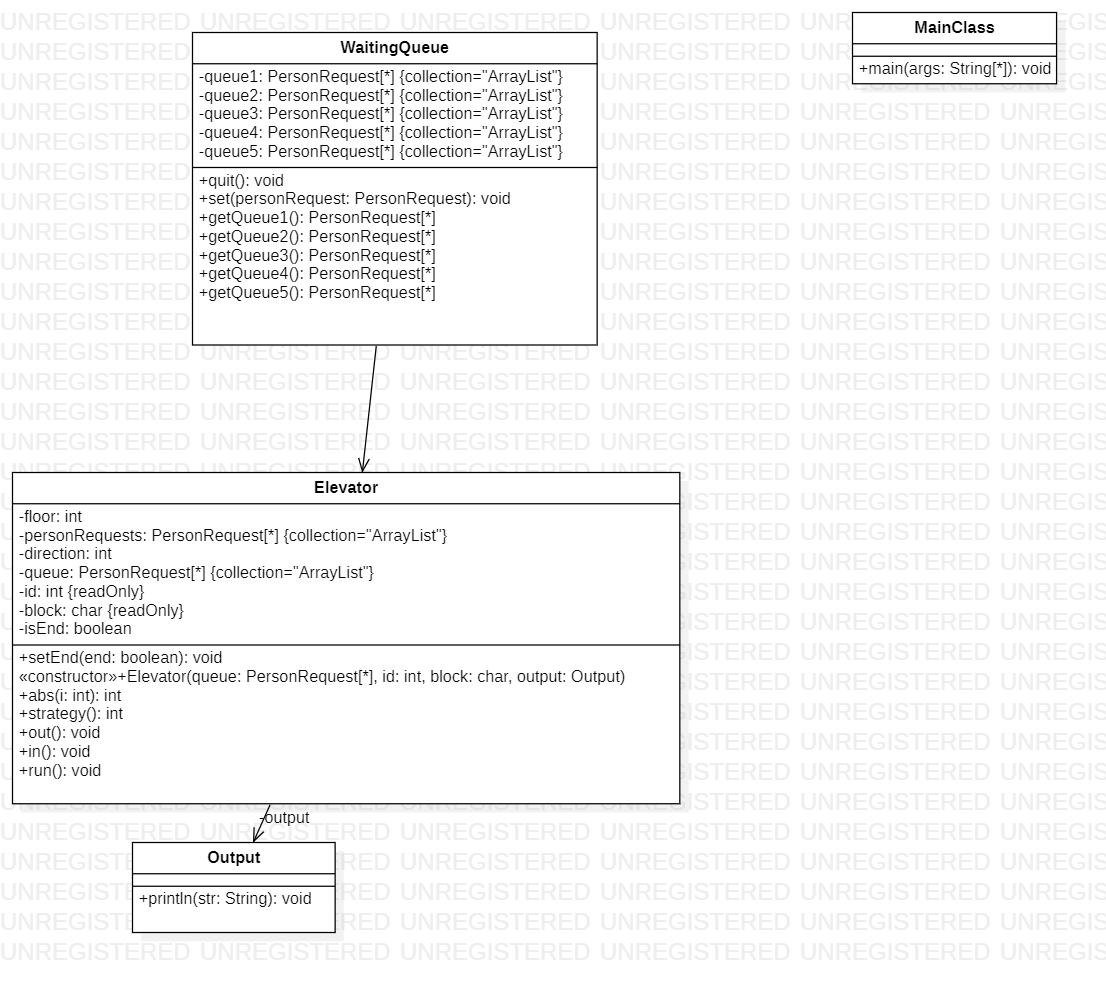 WaitingQueue
-queue1: PersonRequest[*] {collection="ArrayList"}
-queue2: PersonRequest[*] {collection="ArrayList"}
-queue3: PersonRequest[*] {collection="ArrayList"}
-queue4: PersonRequest[*] {collection="ArrayList"}
-queue5: PersonRequest[*] {collection="ArrayList"}
+quit(): void
+set(personRequest: PersonRequest): void
+getQueue1(): PersonRequest[*]
+getQueue2(): PersonRequest[*]
+getQueue3(): PersonRequest[*]
+getQueue4(): PersonRequest[*]
+getQueue5(): PersonRequest[*]
MainClass
+main(args: String[*]): void
Elevator
-floor: int
-personRequests: PersonRequest[*] {collection="ArrayList"}
-direction: int
-queue: PersonRequest[*] {collection="ArrayList"}
-id: int {readOnly}
-block: char {readOnly}
-isEnd: boolean
+setEnd(end: boolean): void
«constructor»+Elevator(queue: PersonRequest[*], id: int, block: char, output: Output)
+abs(i: int): int
+strategy(): int
+out(): void
+in(): void
+run(): void
-output
Output
+println(str: String): void
UNREGISTERED